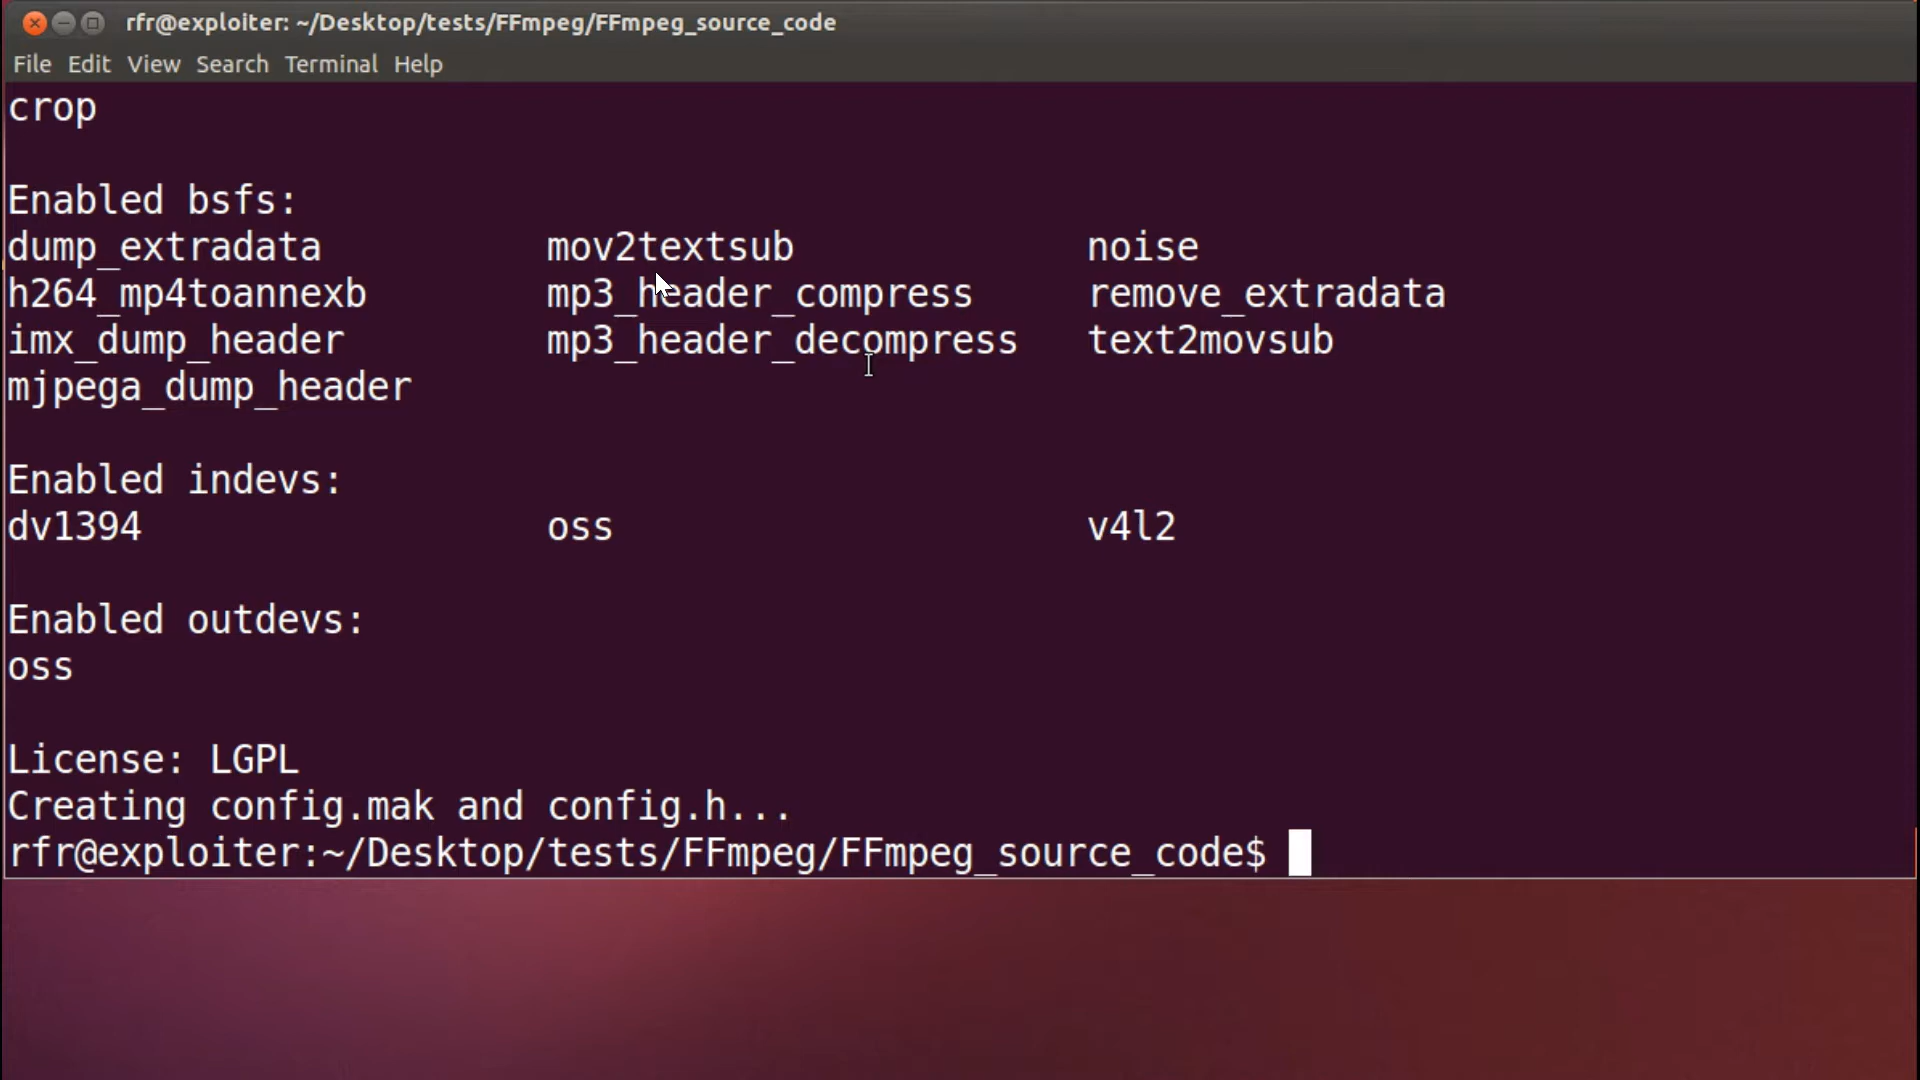 rfr@exploiter: ~/Desktop/tests/FFmpeg/FFmpeg_source_code
File Edit View Search Terminal Help
crop
Enabled bsfs:
dump_extradata mov2textsub noise
h264_mp4toannexb mp3_header_compress remove_extradata
imx_dump_header mp3_header_decompress text2movsub
mjpega_dump_header
Enabled indevs:
dv1394 oss v4l2
Enabled outdevs:
oss
License: LGPL
Creating config.mak and config.h...
rfr@exploiter:~/Desktop/tests/FFmpeg/FFmpeg_source_code$